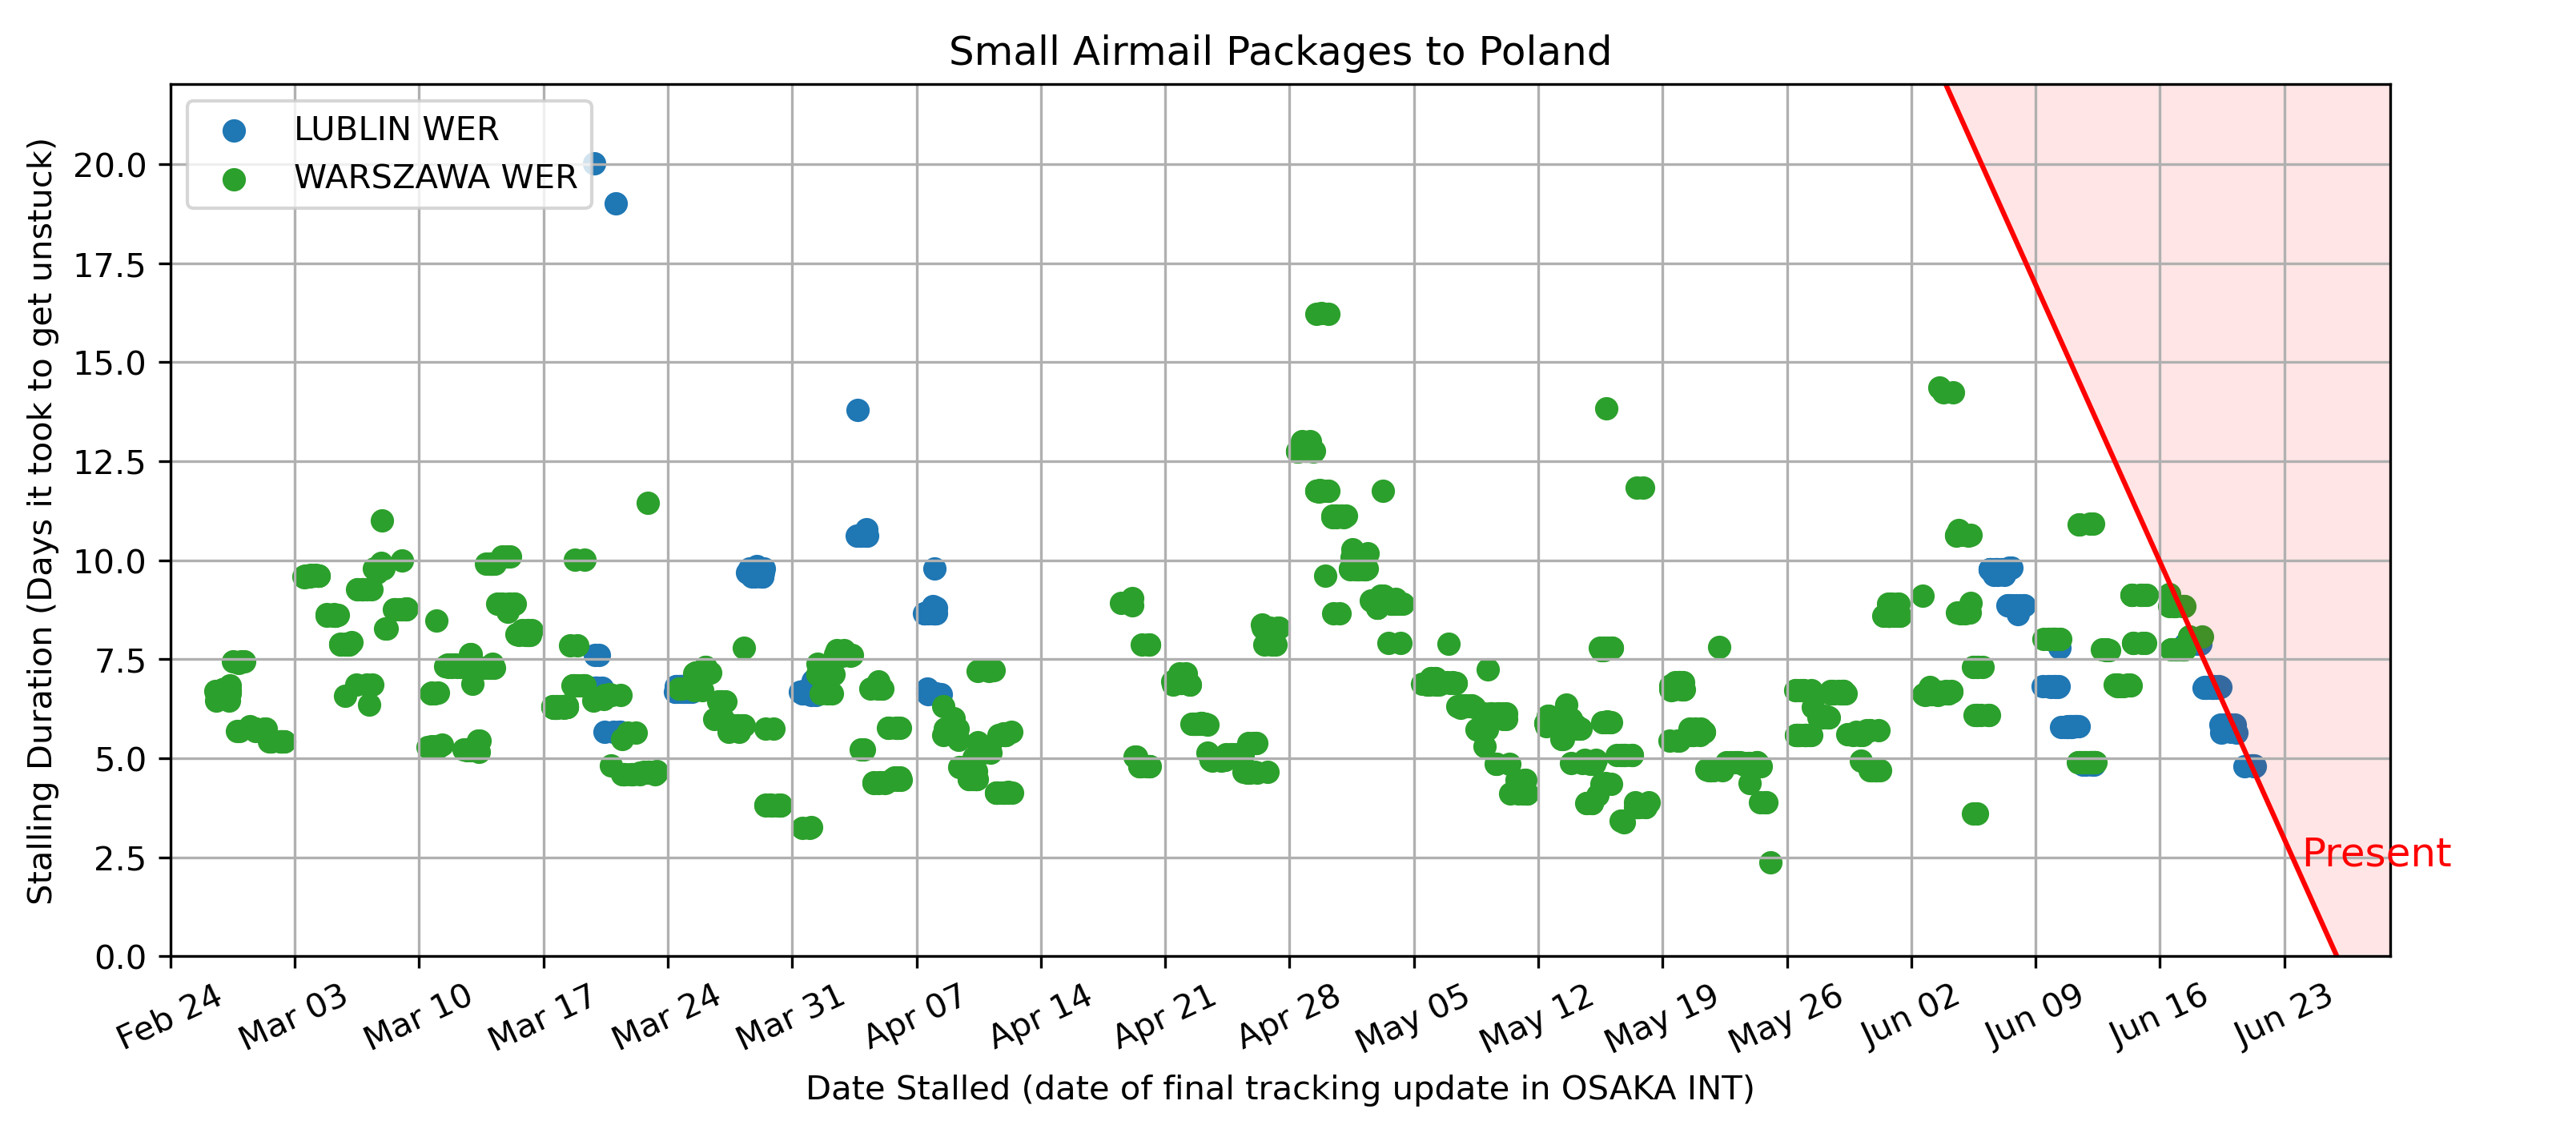 Small Airmail Packages to Poland
LUBLIN WER
WARSZAWA WER
Stalling Duration (Days it took to get unstuck)
20.0
17.5
15.0
12.5
10.0
7.5
5.0
2.5
0.0
Present
Feb 24
Mar 03
Mar 10
Mar 17
Mar 24
Mar 31
Apr 07
Apr 14
Apr 21
Apr 28
May 05
May 12
May 19
May 26
Jun 02
Jun 09
Jun 16
Jun 23
Date Stalled (date of final tracking update in OSAKA INT)